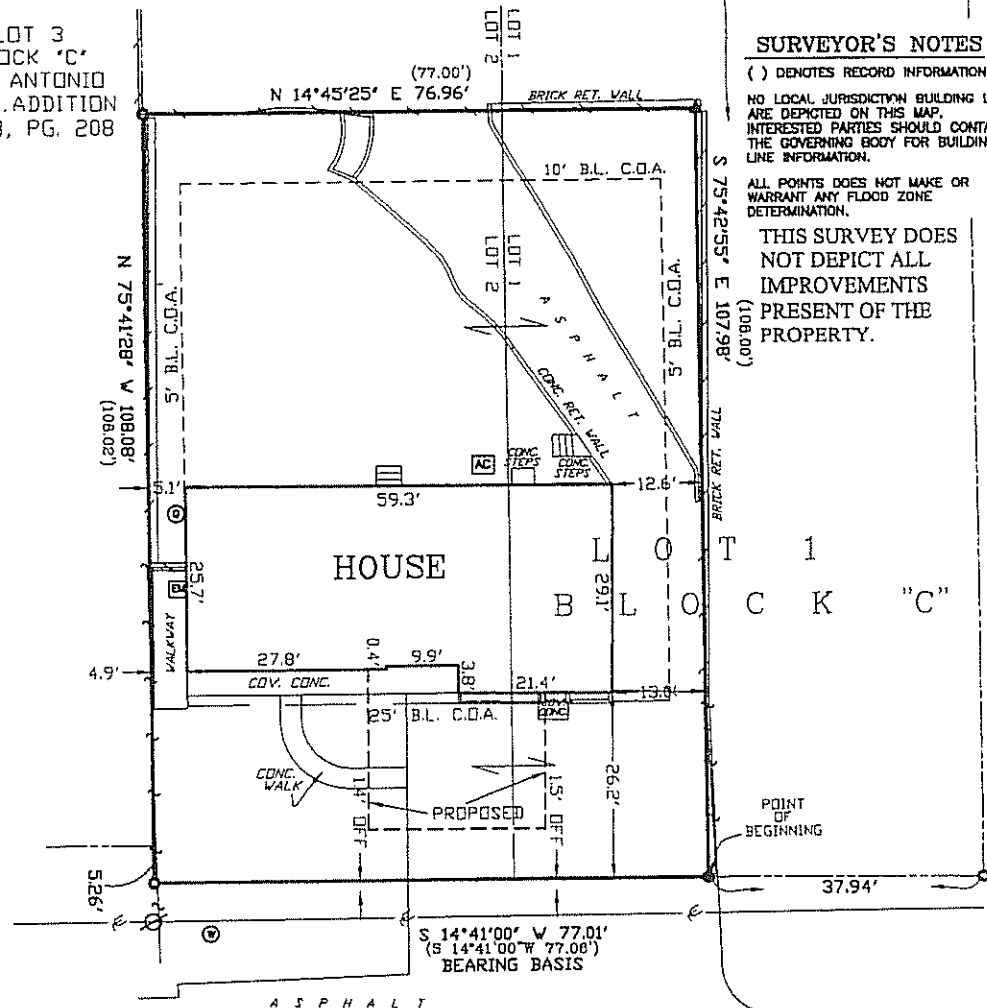 LOT 3
OCK "C"
ANTONIO
.ADDITION
, PG. 208
LOT 1
LOT 2
(77.00')
N 14°45'25" E 76.96'
BRICK RET. WALL
SURVEYOR'S NOTES
( ) DENOTES RECORD INFORMATION
NO LOCAL JURISDICTION BUILDING L
ARE DEPICTED ON THIS MAP.
INTERESTED PARTIES SHOULD CONTA
THE GOVERNING BODY FOR BUILDIN
LINE INFORMATION.
ALL POINTS DOES NOT MAKE OR
WARRANT ANY FLOOD ZONE
DETERMINATION.
THIS SURVEY DOES
NOT DEPICT ALL
IMPROVEMENTS
PRESENT OF THE
PROPERTY.
10' B.L. C.O.A.
S 75°42'55" E 107.98'
(108.00')
N 75°41'28" W 108.08'
(108.02')
5' B.L. C.O.A.
LOT 1
LOT 2
ASPHALT
5' B.L. C.O.A.
CONC. RET. WALL
BRICK RET. WALL
AC
CONC.
STEPS
CONC.
STEPS
5.1'
59.3'
12.6'
G
HOUSE
LOT 1
BLOCK "C"
25.7'
29.1'
WALKWAY
4.9'
27.8'
0.4'
9.9'
3.8'
21.4'
13.0'
COV. CONC.
COV.
CONC.
25' B.L. C.O.A.
CONC.
WALK
14' OFF
PROPOSED
15' OFF
26.2'
POINT
OF
BEGINNING
5.26'
37.94'
W
S 14°41'00" W 77.01'
(S 14°41'00" W 77.06')
BEARING BASIS
ASPHALT